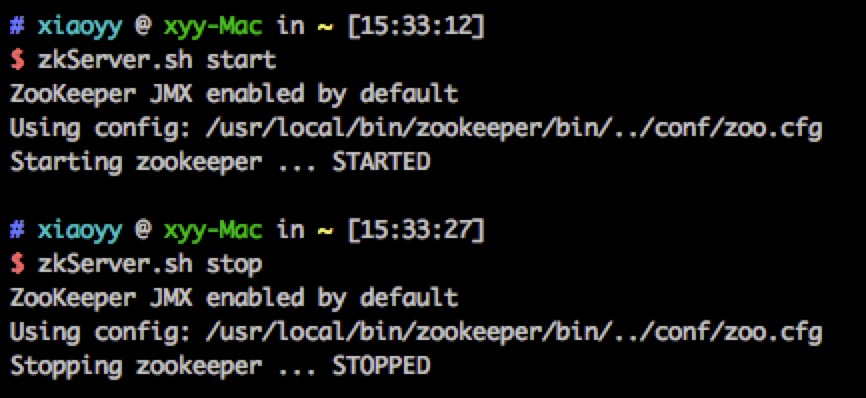 # xiaoyy @ xyy-Mac in ~ [15:33:12]
$ zkServer.sh start
ZooKeeper JMX enabled by default
Using config: /usr/local/bin/zookeeper/bin/../conf/zoo.cfg
Starting zookeeper ... STARTED
# xiaoyy @ xyy-Mac in ~ [15:33:27]
$ zkServer.sh stop
ZooKeeper JMX enabled by default
Using config: /usr/local/bin/zookeeper/bin/../conf/zoo.cfg
Stopping zookeeper ... STOPPED